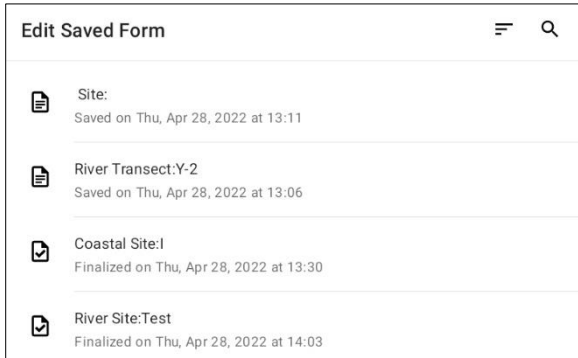 Edit Saved Form
Site:
Saved on Thu, Apr 28, 2022 at 13:11
River Transect:Y-2
Saved on Thu, Apr 28, 2022 at 13:06
Coastal Site:I
Finalized on Thu, Apr 28, 2022 at 13:30
River Site:Test
Finalized on Thu, Apr 28, 2022 at 14:03